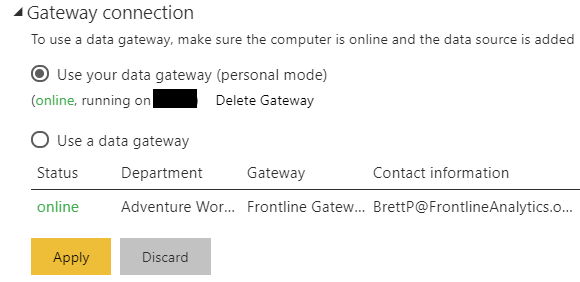 Gateway connection
To use a data gateway, make sure the computer is online and the data source is added
Use your data gateway (personal mode)
(online, running on ) Delete Gateway
Use a data gateway
Status Department Gateway Contact information
online Adventure Wor... Frontline Gatew... BrettP@FrontlineAnalytics.o...
Apply Discard